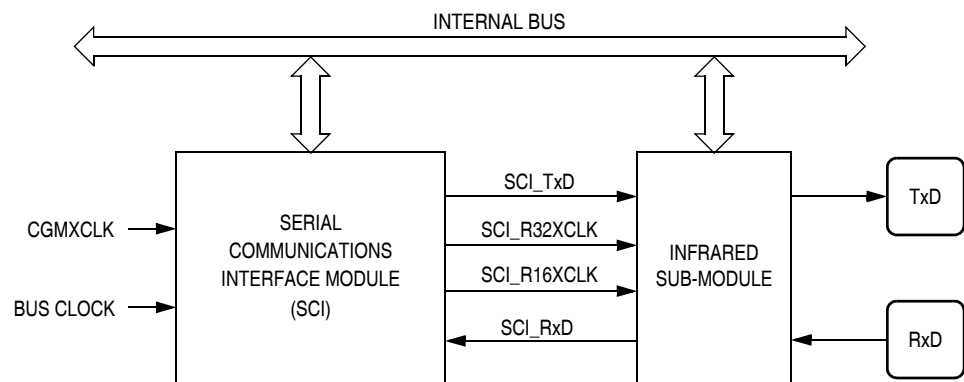 INTERNAL BUS
CGMXCLK
BUS CLOCK
SERIAL
COMMUNICATIONS
INTERFACE MODULE
(SCI)
SCI_TxD
SCI_R32XCLK
SCI_R16XCLK
SCI_RxD
INFRARED
SUB-MODULE
TxD
RxD